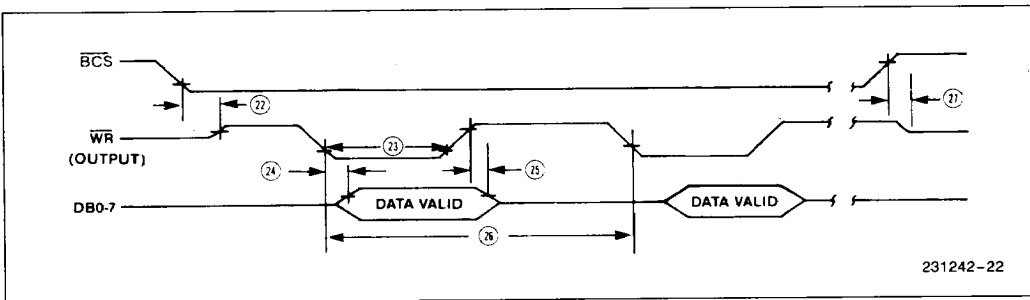 BCS
22
27
WR
(OUTPUT)
23
24
25
DB0-7
DATA VALID
DATA VALID
26
231242-22